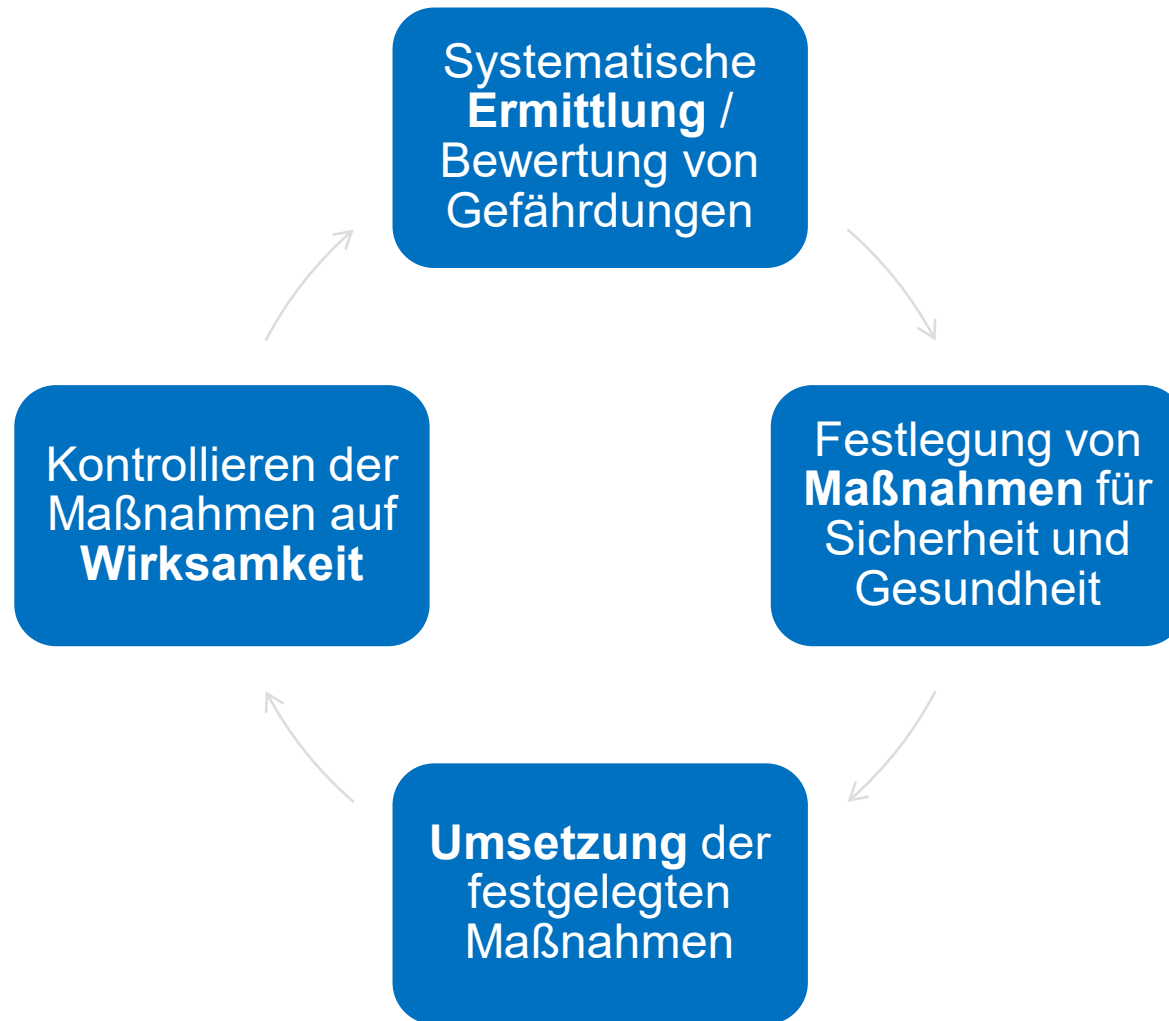 Systematische
Ermittlung /
Bewertung von
Gefährdungen
Festlegung von
Maßnahmen für
Sicherheit und
Gesundheit
Umsetzung der
festgelegten
Maßnahmen
Kontrollieren der
Maßnahmen auf
Wirksamkeit